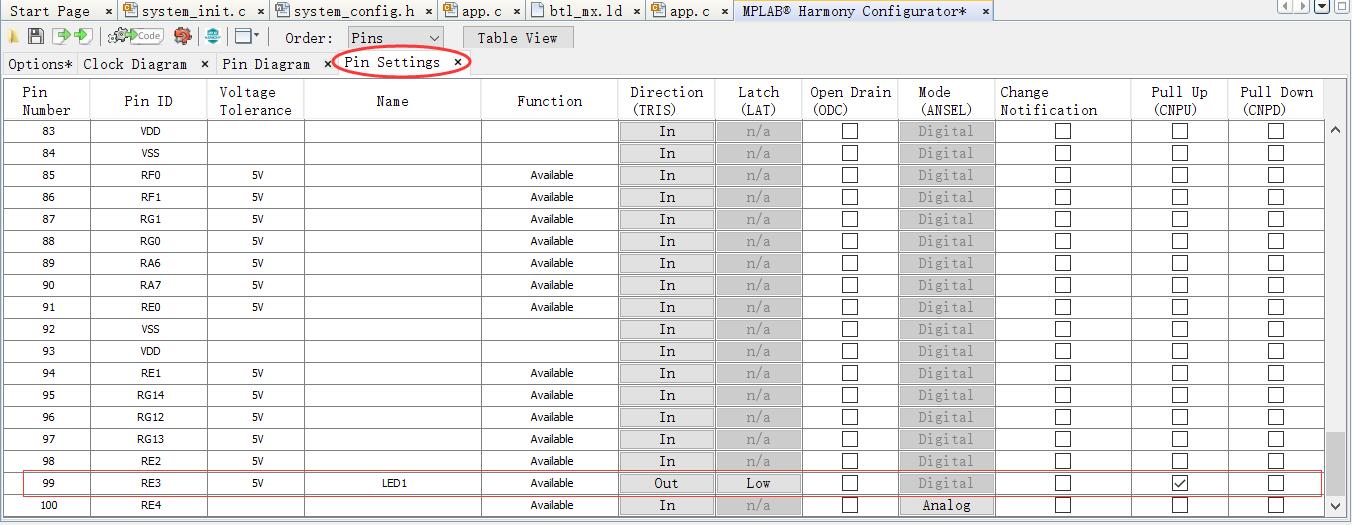 Start Page × system_init.c × system_config.h × app.c × btl_mx.ld × app.c × MPLAB® Harmony Configurator* ×
Code Order: Pins Table View
Options* Clock Diagram × Pin Diagram × Pin Settings ×
Pin Number Pin ID Voltage Tolerance Name Function Direction (TRIS) Latch (LAT) Open Drain (ODC) Mode (ANSEL) Change Notification Pull Up (CNPU) Pull Down (CNPD)
83 VDD In n/a Digital
84 VSS In n/a Digital
85 RF0 5V Available In n/a Digital
86 RF1 5V Available In n/a Digital
87 RG1 5V Available In n/a Digital
88 RG0 5V Available In n/a Digital
89 RA6 5V Available In n/a Digital
90 RA7 5V Available In n/a Digital
91 RE0 5V Available In n/a Digital
92 VSS In n/a Digital
93 VDD In n/a Digital
94 RE1 5V Available In n/a Digital
95 RG14 5V Available In n/a Digital
96 RG12 5V Available In n/a Digital
97 RG13 5V Available In n/a Digital
98 RE2 5V Available In n/a Digital
99 RE3 5V LED1 Available Out Low Digital
100 RE4 Available In n/a Analog